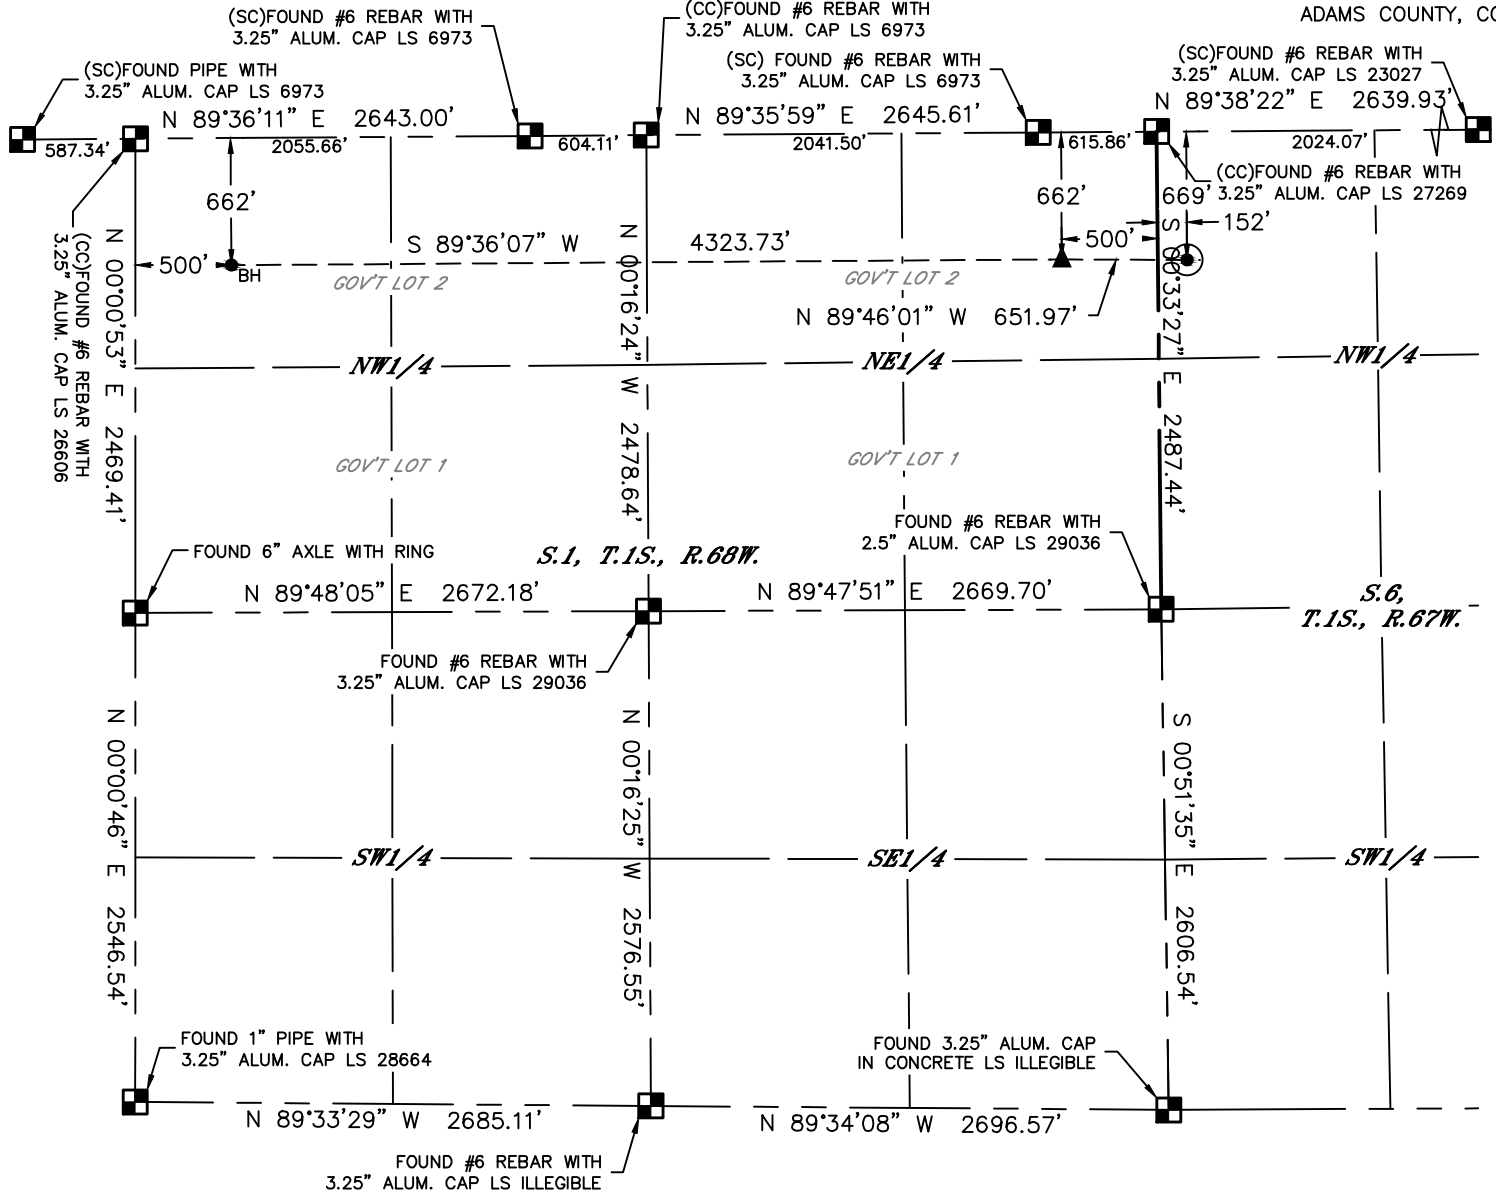 ADAMS COUNTY, CO
(SC)FOUND #6 REBAR WITH
3.25" ALUM. CAP LS 6973
(CC)FOUND #6 REBAR WITH
3.25" ALUM. CAP LS 6973
(SC)FOUND PIPE WITH
3.25" ALUM. CAP LS 6973
(SC) FOUND #6 REBAR WITH
3.25" ALUM. CAP LS 6973
(SC)FOUND #6 REBAR WITH
3.25" ALUM. CAP LS 23027
N 89°36'11" E 2643.00'
N 89°35'59" E 2645.61'
N 89°38'22" E 2639.93'
587.34'
2055.66'
604.11'
2041.50'
615.86'
2024.07'
(CC)FOUND #6 REBAR WITH
3.25" ALUM. CAP LS 27269
662'
662'
669'
152'
500'
500'
BH
S 89°36'07" W 4323.73'
GOV'T LOT 2
GOV'T LOT 2
N 89°46'01" W 651.97'
(CC)FOUND #6 REBAR WITH
3.25" ALUM. CAP LS 26606
N 00°00'53" E 2469.41'
N 00°16'24" W 2478.64'
S 00°33'27" E 2487.44'
NW1/4
NE1/4
NW1/4
GOV'T LOT 1
GOV'T LOT 1
FOUND #6 REBAR WITH
2.5" ALUM. CAP LS 29036
FOUND 6" AXLE WITH RING
S.1, T.1S., R.68W.
N 89°48'05" E 2672.18'
N 89°47'51" E 2669.70'
S.6,
T.1S., R.67W.
FOUND #6 REBAR WITH
3.25" ALUM. CAP LS 29036
N 00°00'46" E 2546.54'
N 00°16'25" W 2576.55'
S 00°51'35" E 2606.54'
SW1/4
SE1/4
SW1/4
FOUND 1" PIPE WITH
3.25" ALUM. CAP LS 28664
FOUND 3.25" ALUM. CAP
IN CONCRETE LS ILLEGIBLE
N 89°33'29" W 2685.11'
N 89°34'08" W 2696.57'
FOUND #6 REBAR WITH
3.25" ALUM. CAP LS ILLEGIBLE